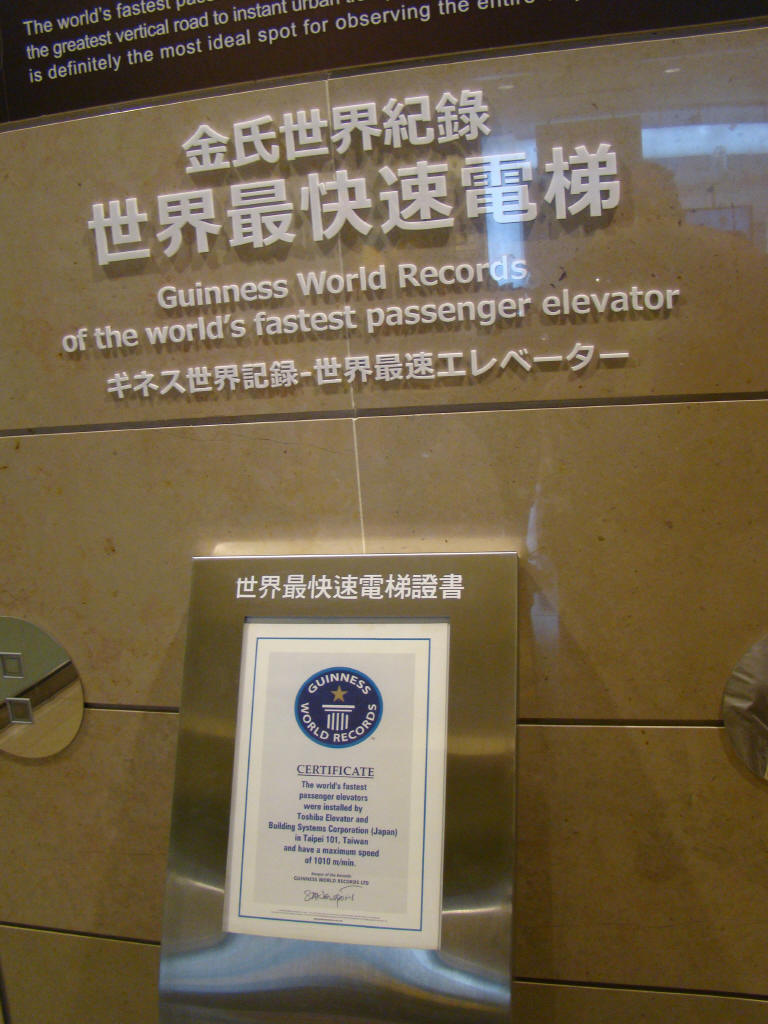 The world's fastest
the greatest vertical road to instant urban
is definitely the most ideal spot for observing the entire
金氏世界紀錄
世界最快速電梯
Guinness World Records
of the world's fastest passenger elevator
ギネス世界記録-世界最速エレベーター
世界最快速電梯證書
GUINNESS
WORLD RECORDS
CERTIFICATE
The world's fastest
passenger elevators
were installed by
Toshiba Elevator and
Building Systems Corporation (Japan)
in Taipei 101, Taiwan
and have a maximum speed
of 1010 m/min.
Keeper of the Records
GUINNESS WORLD RECORDS LTD